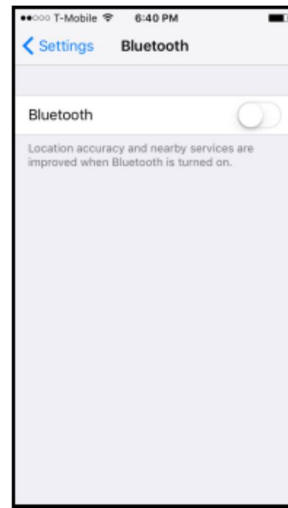 T-Mobile 6:40 PM
Settings Bluetooth
Bluetooth
Location accuracy and nearby services are
improved when Bluetooth is turned on.